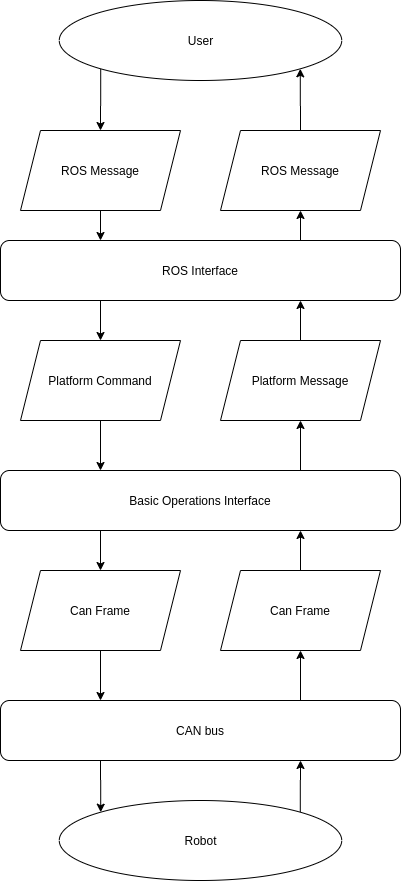 User
ROS Message
ROS Message
ROS Interface
Platform Command
Platform Message
Basic Operations Interface
Can Frame
Can Frame
CAN bus
Robot